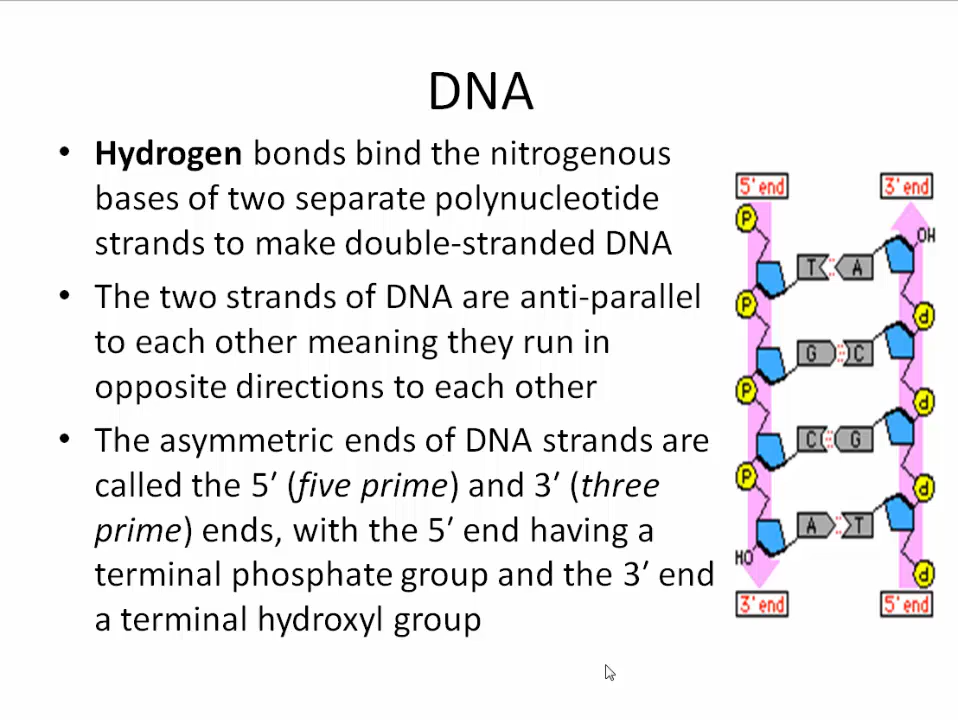 DNA
• Hydrogen bonds bind the nitrogenous
bases of two separate polynucleotide
strands to make double-stranded DNA
• The two strands of DNA are anti-parallel
to each other meaning they run in
opposite directions to each other
• The asymmetric ends of DNA strands are
called the 5′ (five prime) and 3′ (three
prime) ends, with the 5′ end having a
terminal phosphate group and the 3′ end
a terminal hydroxyl group
5' end 3' end
P
OH
T A
P P
G C
P P
C G
P P
A T
HO
P
3' end 5' end